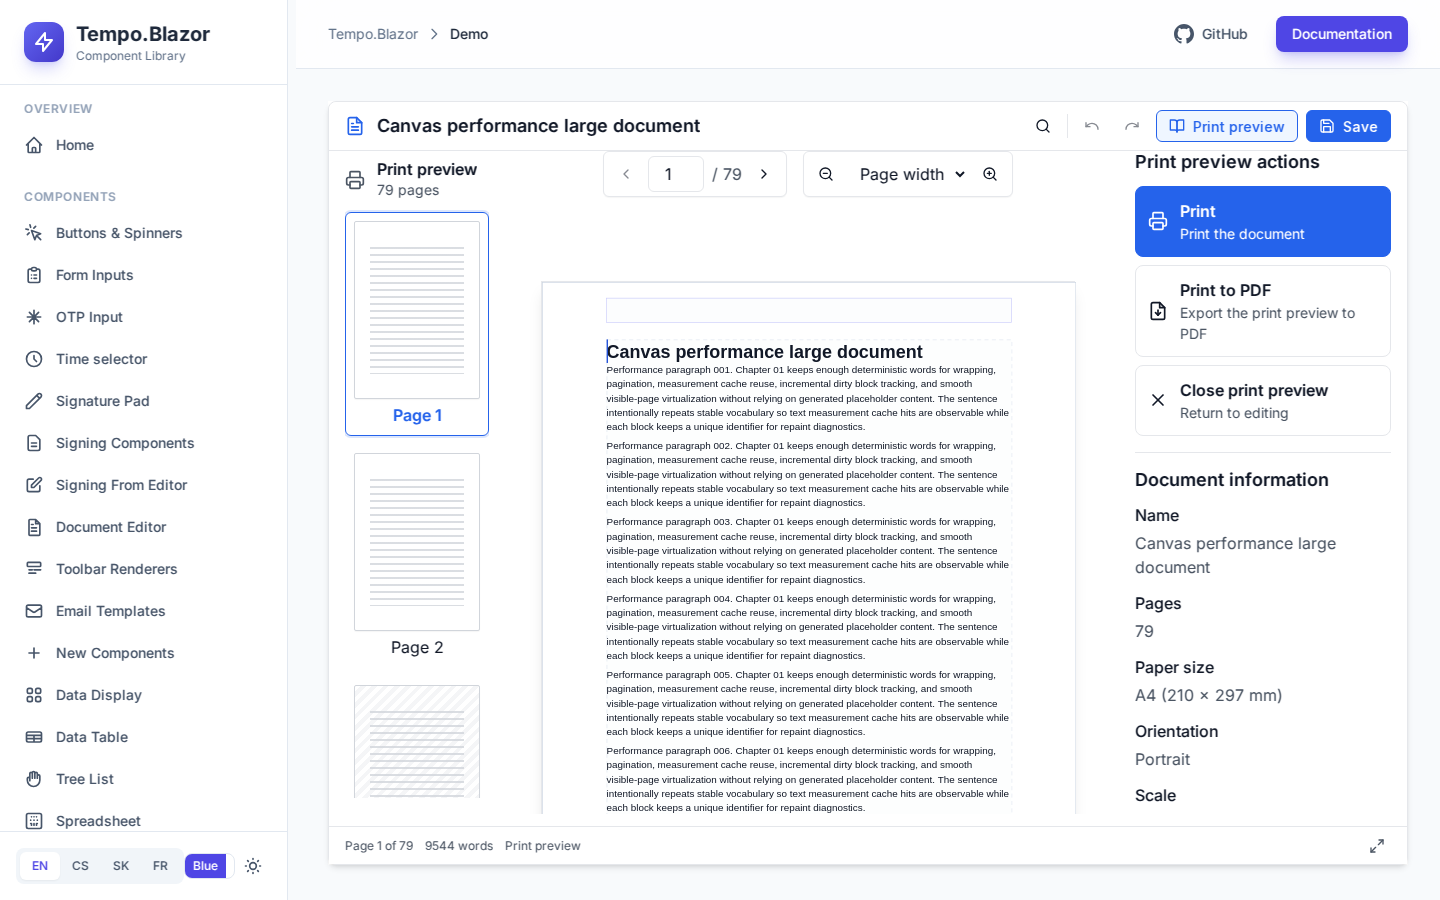 Tempo.Blazor
Component Library
OVERVIEW
Home
COMPONENTS
Buttons & Spinners
Form Inputs
OTP Input
Time selector
Signature Pad
Signing Components
Signing From Editor
Document Editor
Toolbar Renderers
Email Templates
New Components
Data Display
Data Table
Tree List
Spreadsheet
EN CS SK FR Blue
Tempo.Blazor Demo
GitHub Documentation
Canvas performance large document
Print preview Save
Print preview
79 pages
Page 1
Page 2
1 / 79 Page width
Canvas performance large document
Performance paragraph 001. Chapter 01 keeps enough deterministic words for wrapping,
pagination, measurement cache reuse, incremental dirty block tracking, and smooth
visible-page virtualization without relying on generated placeholder content. The sentence
intentionally repeats stable vocabulary so text measurement cache hits are observable while
each block keeps a unique identifier for repaint diagnostics.
Performance paragraph 002. Chapter 01 keeps enough deterministic words for wrapping,
pagination, measurement cache reuse, incremental dirty block tracking, and smooth
visible-page virtualization without relying on generated placeholder content. The sentence
intentionally repeats stable vocabulary so text measurement cache hits are observable while
each block keeps a unique identifier for repaint diagnostics.
Performance paragraph 003. Chapter 01 keeps enough deterministic words for wrapping,
pagination, measurement cache reuse, incremental dirty block tracking, and smooth
visible-page virtualization without relying on generated placeholder content. The sentence
intentionally repeats stable vocabulary so text measurement cache hits are observable while
each block keeps a unique identifier for repaint diagnostics.
Performance paragraph 004. Chapter 01 keeps enough deterministic words for wrapping,
pagination, measurement cache reuse, incremental dirty block tracking, and smooth
visible-page virtualization without relying on generated placeholder content. The sentence
intentionally repeats stable vocabulary so text measurement cache hits are observable while
each block keeps a unique identifier for repaint diagnostics.
Performance paragraph 005. Chapter 01 keeps enough deterministic words for wrapping,
pagination, measurement cache reuse, incremental dirty block tracking, and smooth
visible-page virtualization without relying on generated placeholder content. The sentence
intentionally repeats stable vocabulary so text measurement cache hits are observable while
each block keeps a unique identifier for repaint diagnostics.
Performance paragraph 006. Chapter 01 keeps enough deterministic words for wrapping,
pagination, measurement cache reuse, incremental dirty block tracking, and smooth
visible-page virtualization without relying on generated placeholder content. The sentence
intentionally repeats stable vocabulary so text measurement cache hits are observable while
each block keeps a unique identifier for repaint diagnostics.
Print preview actions
Print
Print the document
Print to PDF
Export the print preview to
PDF
Close print preview
Return to editing
Document information
Name
Canvas performance large
document
Pages
79
Paper size
A4 (210 × 297 mm)
Orientation
Portrait
Scale
Page 1 of 79 9544 words Print preview